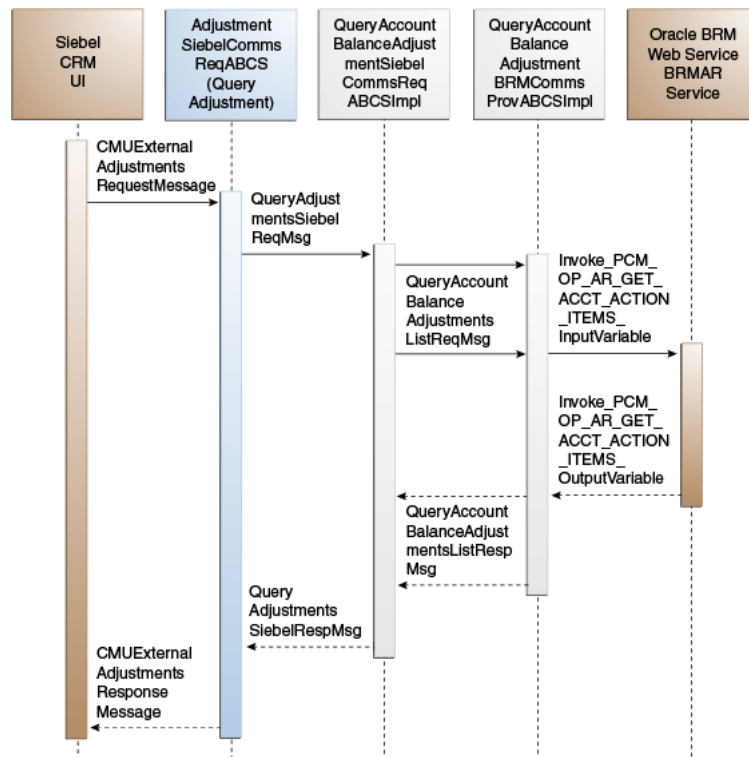 Siebel
CRM
UI
Adjustment
SiebelComms
ReqABCS
(Query
Adjustment)
QueryAccount
BalanceAdjust
mentSiebel
CommsReq
ABCSImpl
QueryAccount
Balance
Adjustment
BRMComms
ProvABCSImpl
Oracle BRM
Web Service
BRMAR
Service
CMUExternal
Adjustments
RequestMessage
QueryAdjust
mentsSiebel
ReqMsg
QueryAccount
Balance
Adjustments
ListReqMsg
Invoke_PCM_
OP_AR_GET_
ACCT_ACTION
_ITEMS_
InputVariable
Invoke_PCM_
OP_AR_GET_
ACCT_ACTION
_ITEMS_
OutputVariable
QueryAccount
BalanceAdjust
mentsListResp
Msg
Query
Adjustments
SiebelRespMsg
CMUExternal
Adjustments
Response
Message